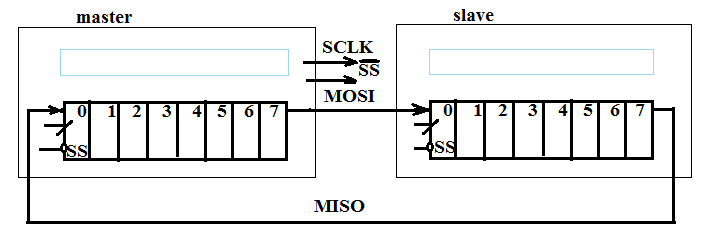 master
slave
SCLK
SS
MOSI
0 1 2 3 4 5 6 7
SS
0 1 2 3 4 5 6 7
SS
MISO